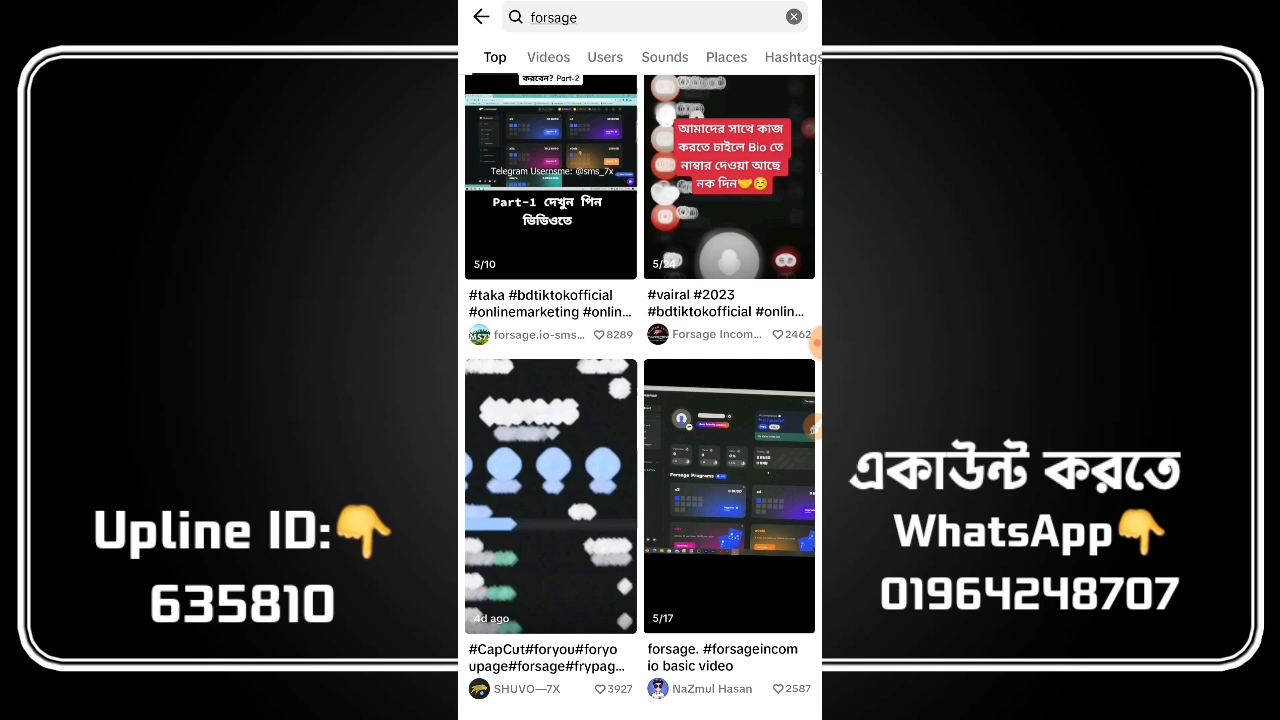 forsage
Top Videos Users Sounds Places Hashtags
করবেন? Part-2
Telegram Usernsme: @sms_7x
Part-1 দেখুন পিন
ভিডিওতে
5/10
#taka #bdtiktokofficial
#onlinemarketing #onlin...
forsage.io-sms... 8289
আমাদের সাথে কাজ
করতে চাইলে Bio তে
নাম্বার দেওয়া আছে
নক দিন🤝☺️
5/24
#vairal #2023
#bdtiktokofficial #onlin...
Forsage Incom... 2462
4d ago
#CapCut#foryou#foryo
upage#forsage#frypag...
SHUVO—7X 3927
Forsage Programs
5/17
forsage. #forsageincom
io basic video
NaZmul Hasan 2587
Upline ID:👇
635810
একাউন্ট করতে
WhatsApp👇
01964248707